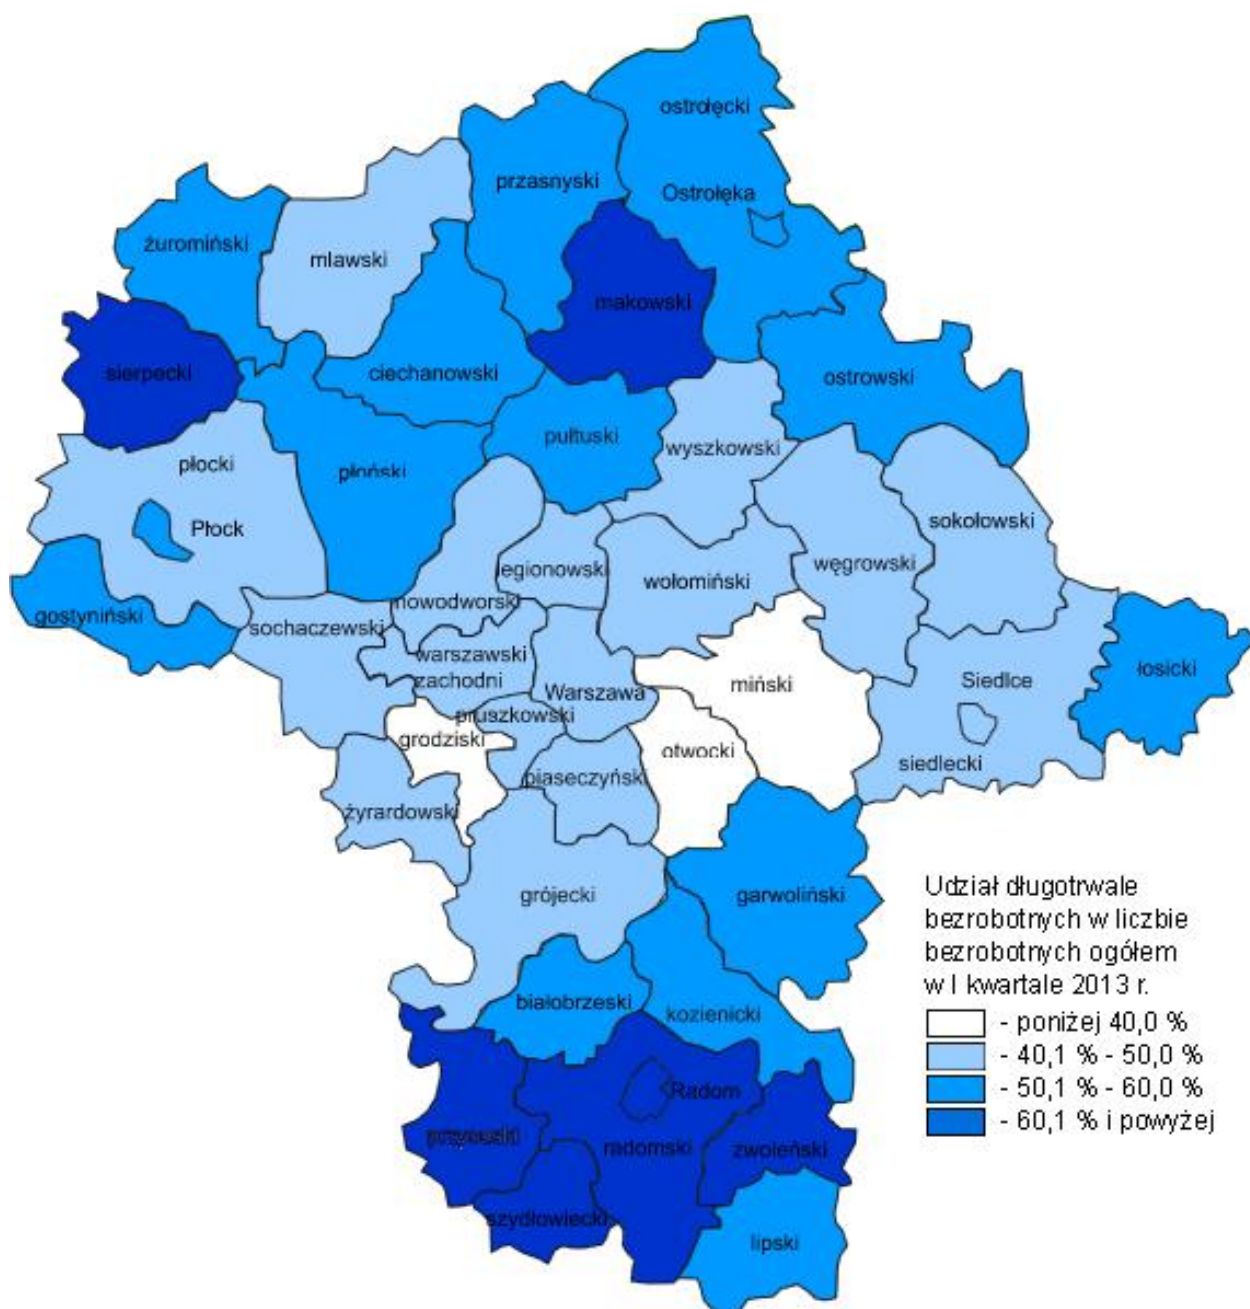 ostrołęcki
przasnyski
Ostrołęka
żuromiński
mlawski
makowski
sierpecki
ciechanowski
ostrowski
pułtuski
wyszkowski
płocki
płoński
Płock
sokołowski
legionowski
wołomiński
węgrowski
gostyniński
nowodworski
sochaczewski
warszawski
zachodni
łosicki
Siedlce
miński
Warszawa
pruszkowski
grodziski
otwocki
siedlecki
piaseczyński
żyrardowski
grójecki
garwoliński
białobrzeski
kozienicki
Radom
przysuski
radomski
zwoleński
szydłowiecki
lipski
Udział długotrwale
bezrobotnych w liczbie
bezrobotnych ogółem
w I kwartale 2013 r.
- poniżej 40,0 %
- 40,1 % - 50,0 %
- 50,1 % - 60,0 %
- 60,1 % i powyżej